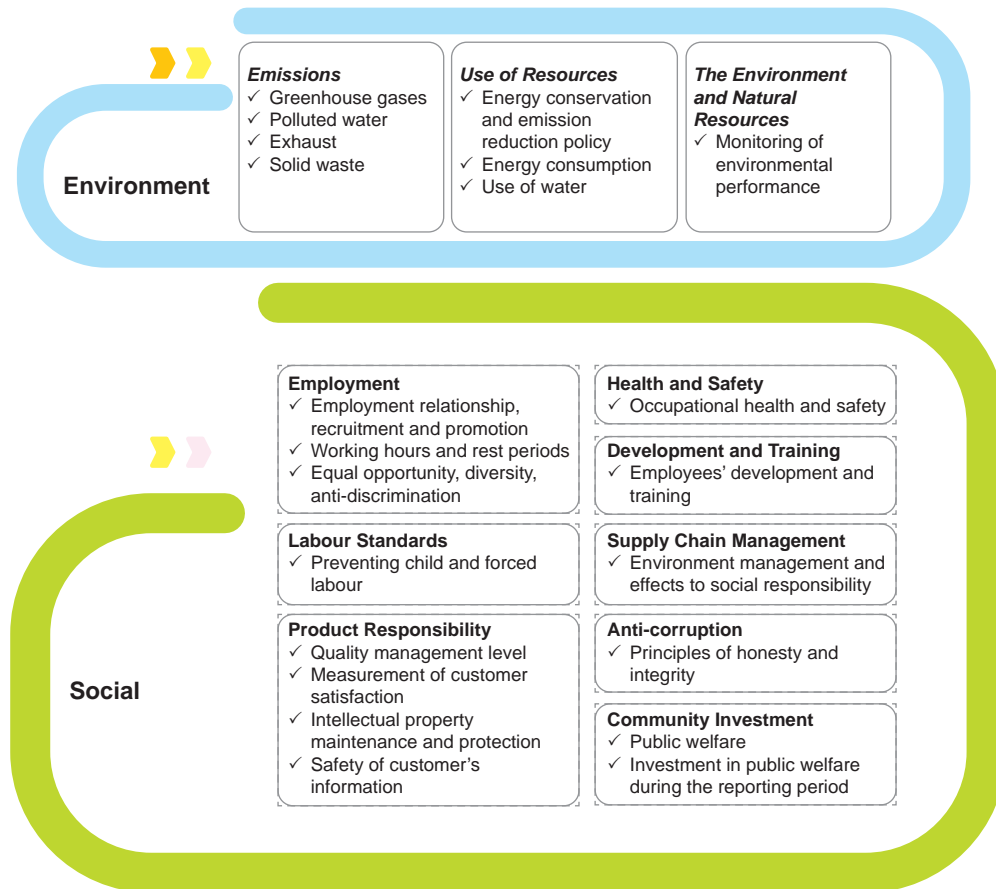 Environment
Emissions
✓ Greenhouse gases
✓ Polluted water
✓ Exhaust
✓ Solid waste
Use of Resources
✓ Energy conservation
and emission
reduction policy
✓ Energy consumption
✓ Use of water
The Environment
and Natural
Resources
✓ Monitoring of
environmental
performance
Social
Employment
✓ Employment relationship,
recruitment and promotion
✓ Working hours and rest periods
✓ Equal opportunity, diversity,
anti-discrimination
Labour Standards
✓ Preventing child and forced
labour
Product Responsibility
✓ Quality management level
✓ Measurement of customer
satisfaction
✓ Intellectual property
maintenance and protection
✓ Safety of customer’s
information
Health and Safety
✓ Occupational health and safety
Development and Training
✓ Employees’ development and
training
Supply Chain Management
✓ Environment management and
effects to social responsibility
Anti-corruption
✓ Principles of honesty and
integrity
Community Investment
✓ Public welfare
✓ Investment in public welfare
during the reporting period